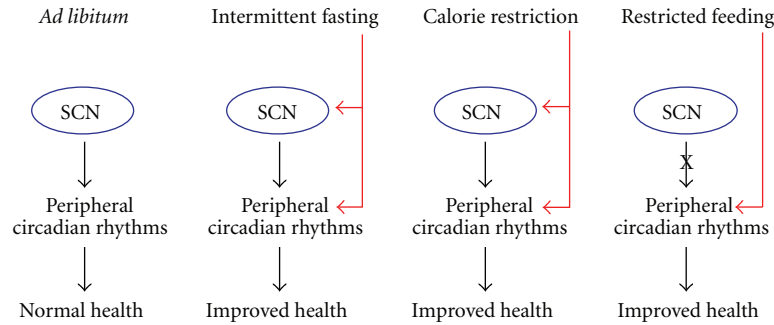 Ad libitum
Intermittent fasting
Calorie restriction
Restricted feeding
SCN
SCN
SCN
SCN
X
Peripheral
circadian rhythms
Peripheral
circadian rhythms
Peripheral
circadian rhythms
Peripheral
circadian rhythms
Normal health
Improved health
Improved health
Improved health